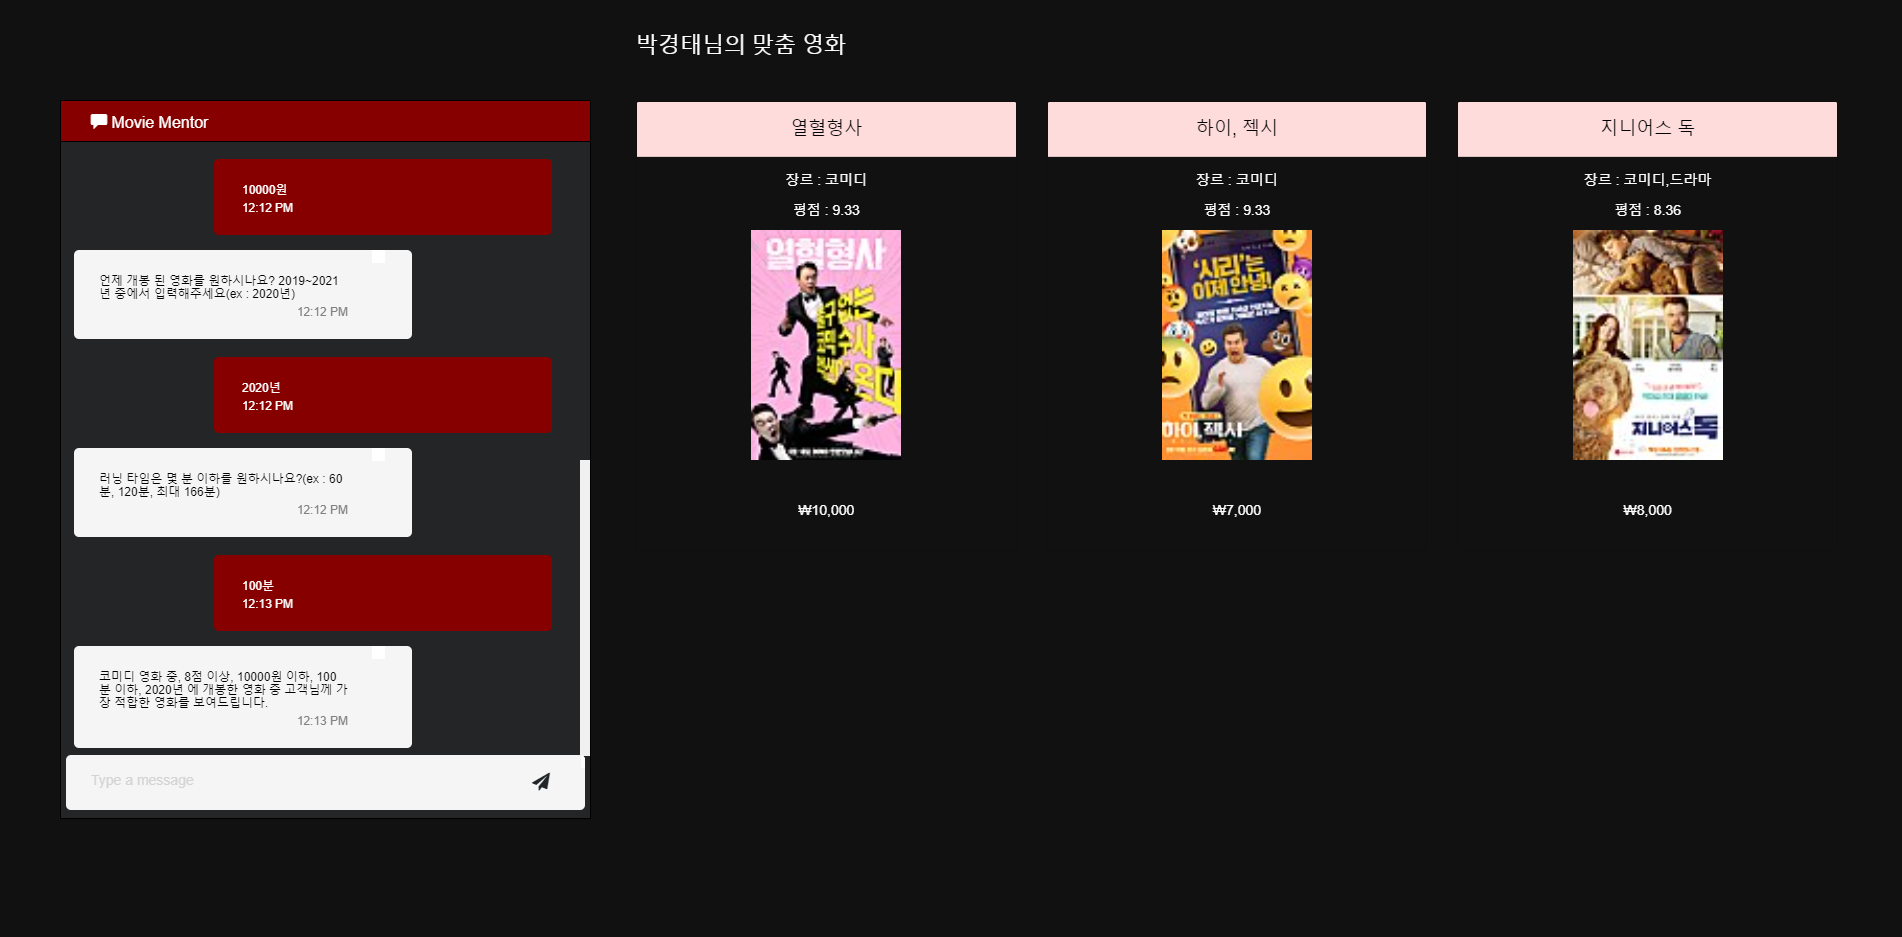 박경태님의 맞춤 영화
Movie Mentor
10000원
12:12 PM
언제 개봉 된 영화를 원하시나요? 2019~2021
년 중에서 입력해주세요(ex : 2020년)
12:12 PM
2020년
12:12 PM
러닝 타임은 몇 분 이하를 원하시나요?(ex : 60
분, 120분, 최대 166분)
12:12 PM
100분
12:13 PM
코미디 영화 중, 8점 이상, 10000원 이하, 100
분 이하, 2020년 에 개봉한 영화 중 고객님께 가
장 적합한 영화를 보여드립니다.
12:13 PM
Type a message
열혈형사
장르 : 코미디
평점 : 9.33
열혈형사
₩10,000
하이, 젝시
장르 : 코미디
평점 : 9.33
‘시리’는
이제 안녕!
하이, 젝시
₩7,000
지니어스 독
장르 : 코미디,드라마
평점 : 8.36
지니어스 독
₩8,000